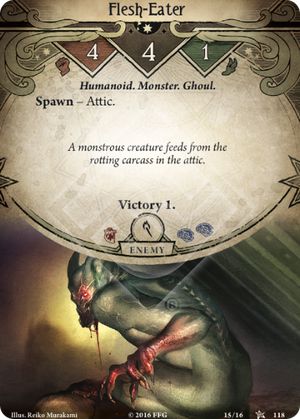 Flesh-Eater
4 4 1
Humanoid. Monster. Ghoul.
Spawn – Attic.
A monstrous creature feeds from the
rotting carcass in the attic.
Victory 1.
ENEMY
Illus. Reiko Murakami © 2016 FFG 15/16 118